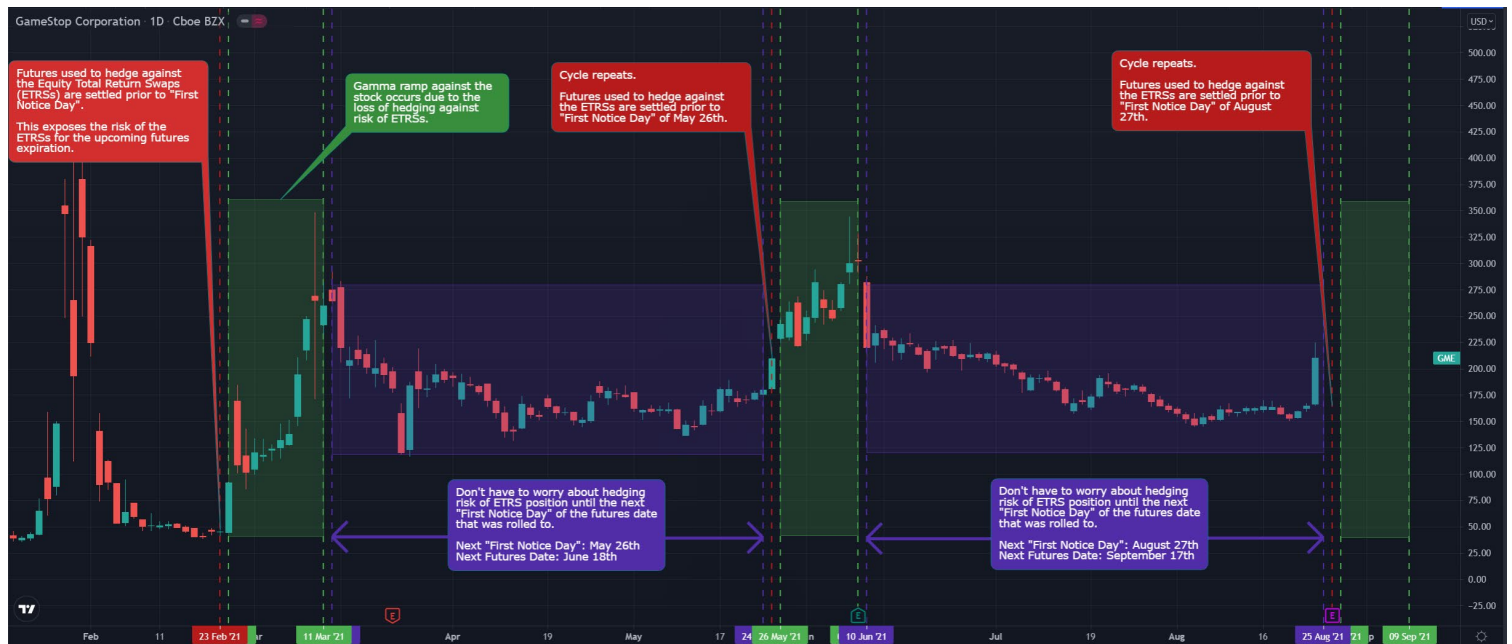 GameStop Corporation · 1D · Cboe BZX
USD
Futures used to hedge against
the Equity Total Return Swaps
(ETRSs) are settled prior to "First
Notice Day".
This exposes the risk of the
ETRSs for the upcoming futures
expiration.
Gamma ramp against the
stock occurs due to the
loss of hedging against
risk of ETRSs.
Cycle repeats.
Futures used to hedge against
the ETRSs are settled prior to
"First Notice Day" of May 26th.
Cycle repeats.
Futures used to hedge against
the ETRSs are settled prior to
"First Notice Day" of August
27th.
500.00
475.00
450.00
425.00
400.00
375.00
350.00
325.00
300.00
275.00
250.00
225.00
GME
200.00
175.00
150.00
125.00
100.00
75.00
50.00
25.00
0.00
-25.00
Don't have to worry about hedging
risk of ETRS position until the next
"First Notice Day" of the futures date
that was rolled to.
Next "First Notice Day": May 26th
Next Futures Date: June 18th
Don't have to worry about hedging
risk of ETRS position until the next
"First Notice Day" of the futures date
that was rolled to.
Next "First Notice Day": August 27th
Next Futures Date: September 17th
E
E
E
Feb
11
23 Feb '21
ar
11 Mar '21
Apr
19
May
17
24
26 May '21
n
10 Jun '21
Jul
19
Aug
16
25 Aug '21
'21
p
09 Sep '21